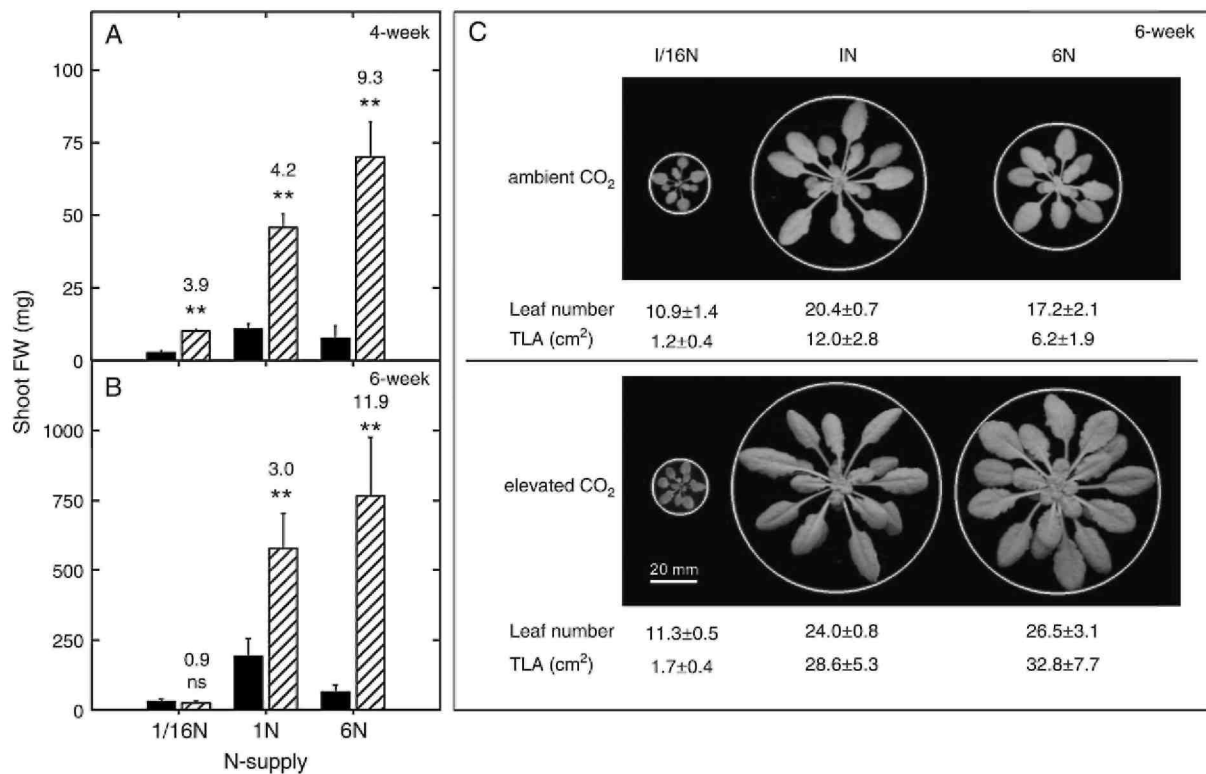 A
4-week
100
75
50
25
0
3.9
**
4.2
**
9.3
**
Shoot FW (mg)
B
6-week
1000
750
500
250
0
0.9
ns
3.0
**
11.9
**
1/16N 1N 6N
N-supply
C
6-week
I/16N IN 6N
ambient CO₂
Leaf number 10.9±1.4 20.4±0.7 17.2±2.1
TLA (cm²) 1.2±0.4 12.0±2.8 6.2±1.9
elevated CO₂
20 mm
Leaf number 11.3±0.5 24.0±0.8 26.5±3.1
TLA (cm²) 1.7±0.4 28.6±5.3 32.8±7.7